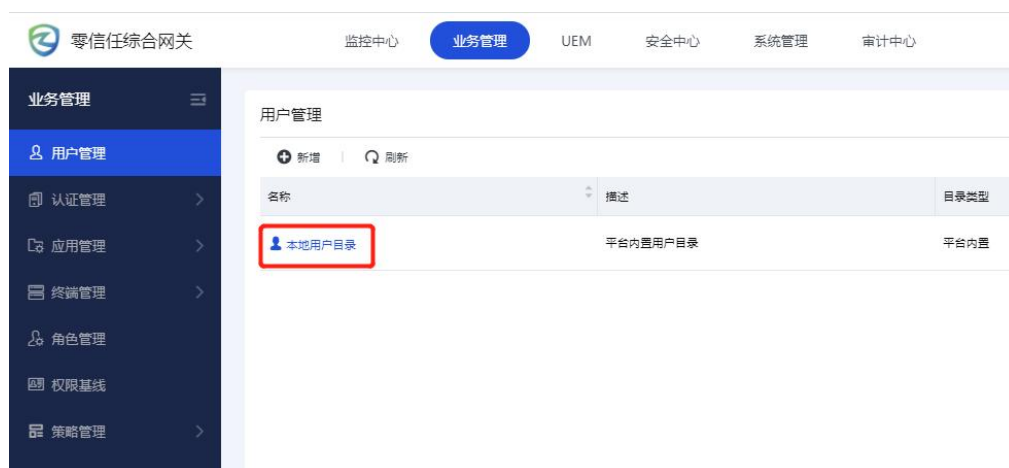 零信任综合网关 监控中心 业务管理 UEM 安全中心 系统管理 审计中心
业务管理
用户管理
用户管理
新增 刷新
认证管理
名称 描述 目录类型
应用管理
本地用户目录 平台内置用户目录 平台内置
终端管理
角色管理
权限基线
策略管理